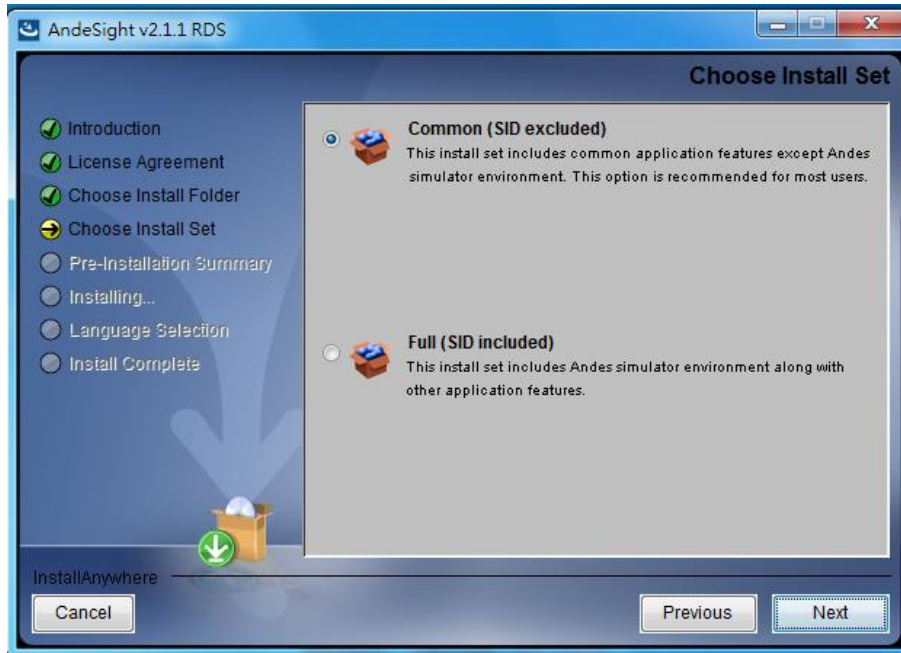 AndeSight v2.1.1 RDS
Choose Install Set
Introduction
License Agreement
Choose Install Folder
Choose Install Set
Pre-Installation Summary
Installing...
Language Selection
Install Complete
Common (SID excluded)
This install set includes common application features except Andes
simulator environment. This option is recommended for most users.
Full (SID included)
This install set includes Andes simulator environment along with
other application features.
InstallAnywhere
Cancel
Previous
Next